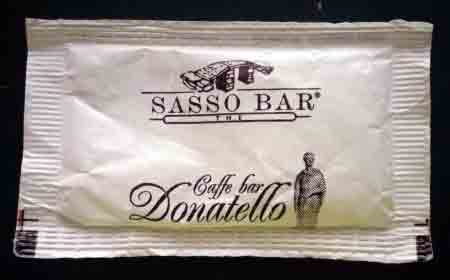 SASSO BAR®
THE
Caffe bar
Donatello